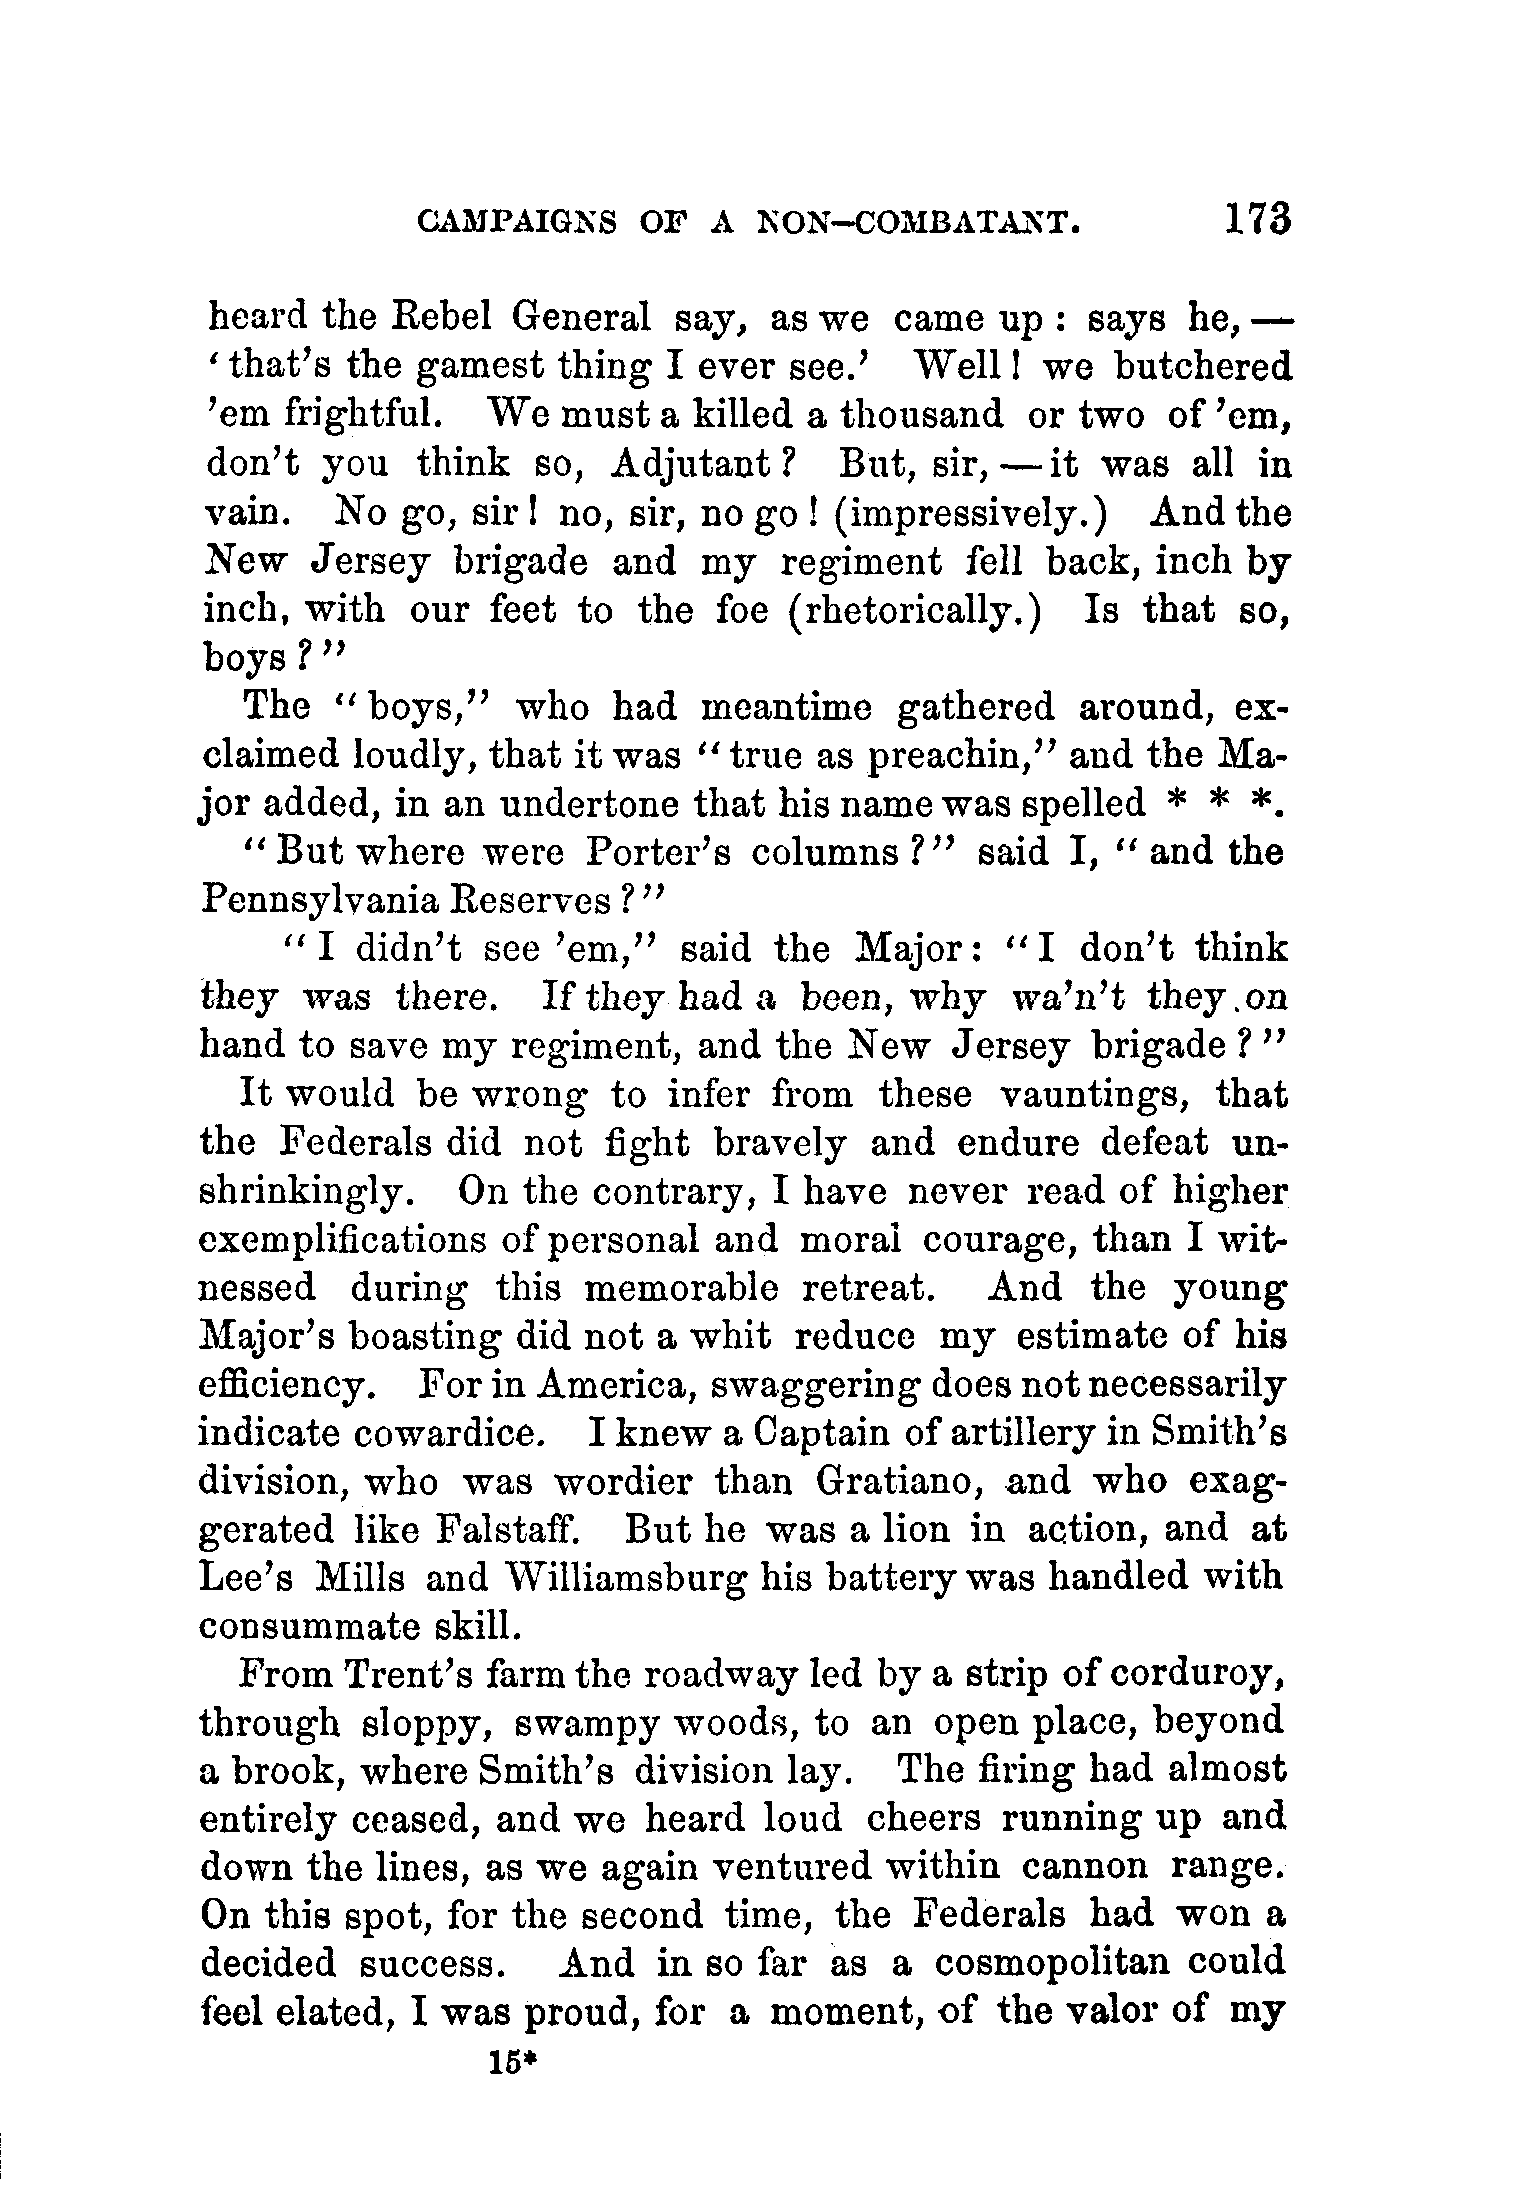 CAMPAIGNS OF A NON-COMBATANT. 173
heard the Rebel General say, as we came up : says he, —
‘that’s the gamest thing I ever see.’ Well! we butchered
’em frightful. We must a killed a thousand or two of ’em,
don’t you think so, Adjutant? But, sir, — it was all in
vain. No go, sir! no, sir, no go! (impressively.) And the
New Jersey brigade and my regiment fell back, inch by
inch, with our feet to the foe (rhetorically.) Is that so,
boys?”
The “boys,” who had meantime gathered around, ex-
claimed loudly, that it was “true as preachin,” and the Ma-
jor added, in an undertone that his name was spelled * * *.
“But where were Porter’s columns?” said I, “and the
Pennsylvania Reserves?”
“I didn’t see ’em,” said the Major: “I don’t think
they was there. If they had a been, why wa’n’t they on
hand to save my regiment, and the New Jersey brigade?”
It would be wrong to infer from these vauntings, that
the Federals did not fight bravely and endure defeat un-
shrinkingly. On the contrary, I have never read of higher
exemplifications of personal and moral courage, than I wit-
nessed during this memorable retreat. And the young
Major’s boasting did not a whit reduce my estimate of his
efficiency. For in America, swaggering does not necessarily
indicate cowardice. I knew a Captain of artillery in Smith’s
division, who was wordier than Gratiano, and who exag-
gerated like Falstaff. But he was a lion in action, and at
Lee’s Mills and Williamsburg his battery was handled with
consummate skill.
From Trent’s farm the roadway led by a strip of corduroy,
through sloppy, swampy woods, to an open place, beyond
a brook, where Smith’s division lay. The firing had almost
entirely ceased, and we heard loud cheers running up and
down the lines, as we again ventured within cannon range.
On this spot, for the second time, the Federals had won a
decided success. And in so far as a cosmopolitan could
feel elated, I was proud, for a moment, of the valor of my
15*